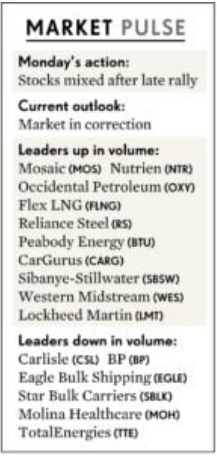 MARKET PULSE
Monday's action:
Stocks mixed after late rally
Current outlook:
Market in correction
Leaders up in volume:
Mosaic (MOS) Nutrien (NTR)
Occidental Petroleum (OXY)
Flex LNG (FLNG)
Reliance Steel (RS)
Peabody Energy (BTU)
CarGurus (CARG)
Sibanye-Stillwater (SBSW)
Western Midstream (WES)
Lockheed Martin (LMT)
Leaders down in volume:
Carlisle (CSL) BP (BP)
Eagle Bulk Shipping (EGLE)
Star Bulk Carriers (SBLK)
Molina Healthcare (MOH)
TotalEnergies (TTE)